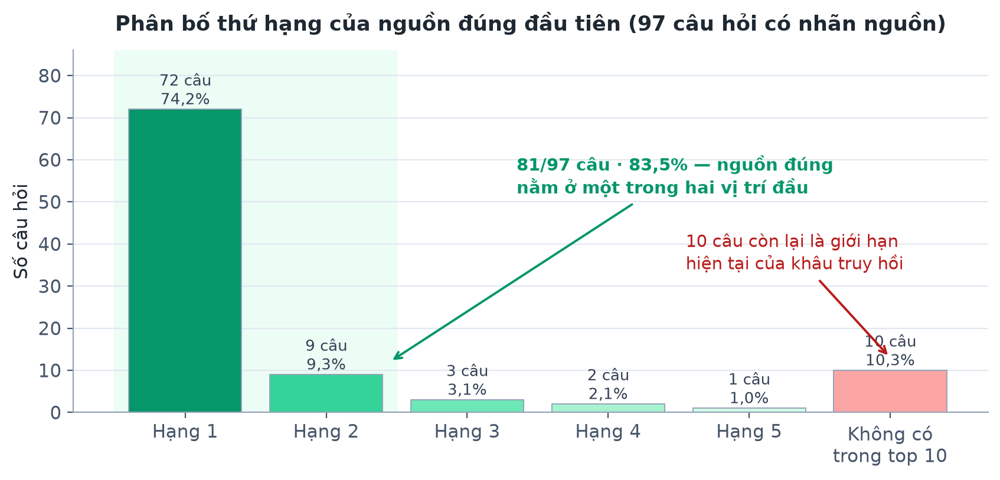 Phân bố thứ hạng của nguồn đúng đầu tiên (97 câu hỏi có nhãn nguồn)
Số câu hỏi
80
70
60
50
40
30
20
10
0
72 câu
74,2%
9 câu
9,3%
3 câu
3,1%
2 câu
2,1%
1 câu
1,0%
10 câu
10,3%
81/97 câu · 83,5% — nguồn đúng
nằm ở một trong hai vị trí đầu
10 câu còn lại là giới hạn
hiện tại của khâu truy hồi
Hạng 1
Hạng 2
Hạng 3
Hạng 4
Hạng 5
Không có
trong top 10